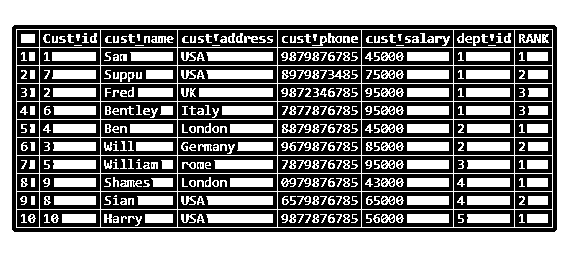 Cust_id cust_name cust_address cust_phone cust_salary dept_id RANK
1 1 Sam USA 9879876785 45000 1 1
2 7 Suppu USA 8979873485 75000 1 2
3 2 Fred UK 9872346785 95000 1 3
4 6 Bentley Italy 7877876785 95000 1 3
5 4 Ben London 8879876785 45000 2 1
6 3 Will Germany 9679876785 85000 2 2
7 5 William rome 7879876785 95000 3 1
8 9 Shames London 0979876785 43000 4 1
9 8 Sian USA 6579876785 65000 4 2
10 10 Harry USA 9877876785 56000 5 1